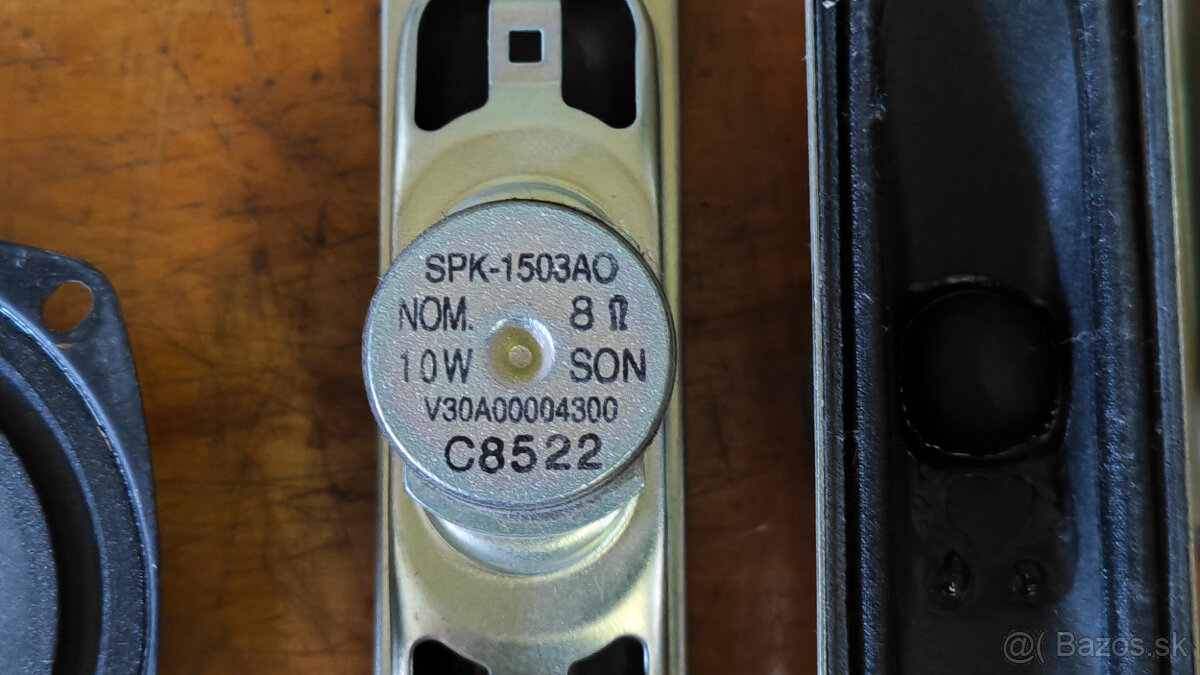 SPK-1503AO
NOM. 8 Ω
10W SON
V30A00004300
C8522
@( Bazos.sk